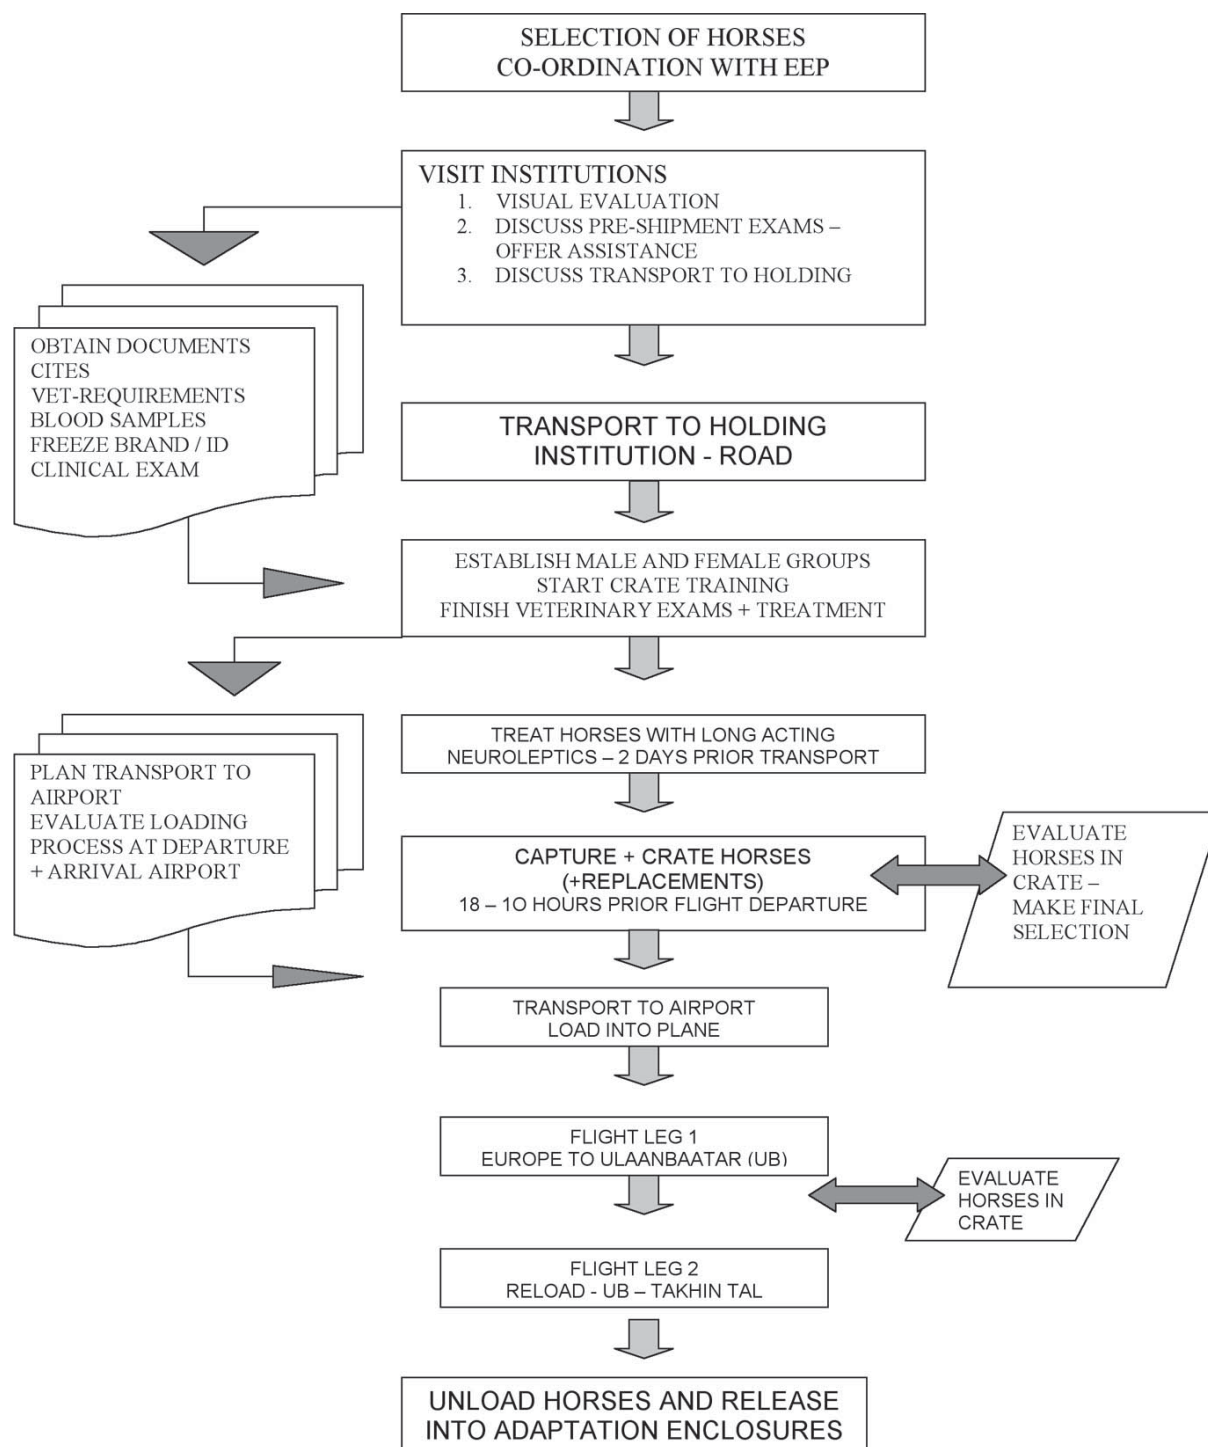 SELECTION OF HORSES
CO-ORDINATION WITH EEP
VISIT INSTITUTIONS
1. VISUAL EVALUATION
2. DISCUSS PRE-SHIPMENT EXAMS –
OFFER ASSISTANCE
3. DISCUSS TRANSPORT TO HOLDING
OBTAIN DOCUMENTS
CITES
VET-REQUIREMENTS
BLOOD SAMPLES
FREEZE BRAND / ID
CLINICAL EXAM
TRANSPORT TO HOLDING
INSTITUTION - ROAD
ESTABLISH MALE AND FEMALE GROUPS
START CRATE TRAINING
FINISH VETERINARY EXAMS + TREATMENT
PLAN TRANSPORT TO
AIRPORT
EVALUATE LOADING
PROCESS AT DEPARTURE
+ ARRIVAL AIRPORT
TREAT HORSES WITH LONG ACTING
NEUROLEPTICS – 2 DAYS PRIOR TRANSPORT
CAPTURE + CRATE HORSES
(+REPLACEMENTS)
18 – 1O HOURS PRIOR FLIGHT DEPARTURE
EVALUATE
HORSES IN
CRATE –
MAKE FINAL
SELECTION
TRANSPORT TO AIRPORT
LOAD INTO PLANE
FLIGHT LEG 1
EUROPE TO ULAANBAATAR (UB)
EVALUATE
HORSES IN
CRATE
FLIGHT LEG 2
RELOAD - UB – TAKHIN TAL
UNLOAD HORSES AND RELEASE
INTO ADAPTATION ENCLOSURES